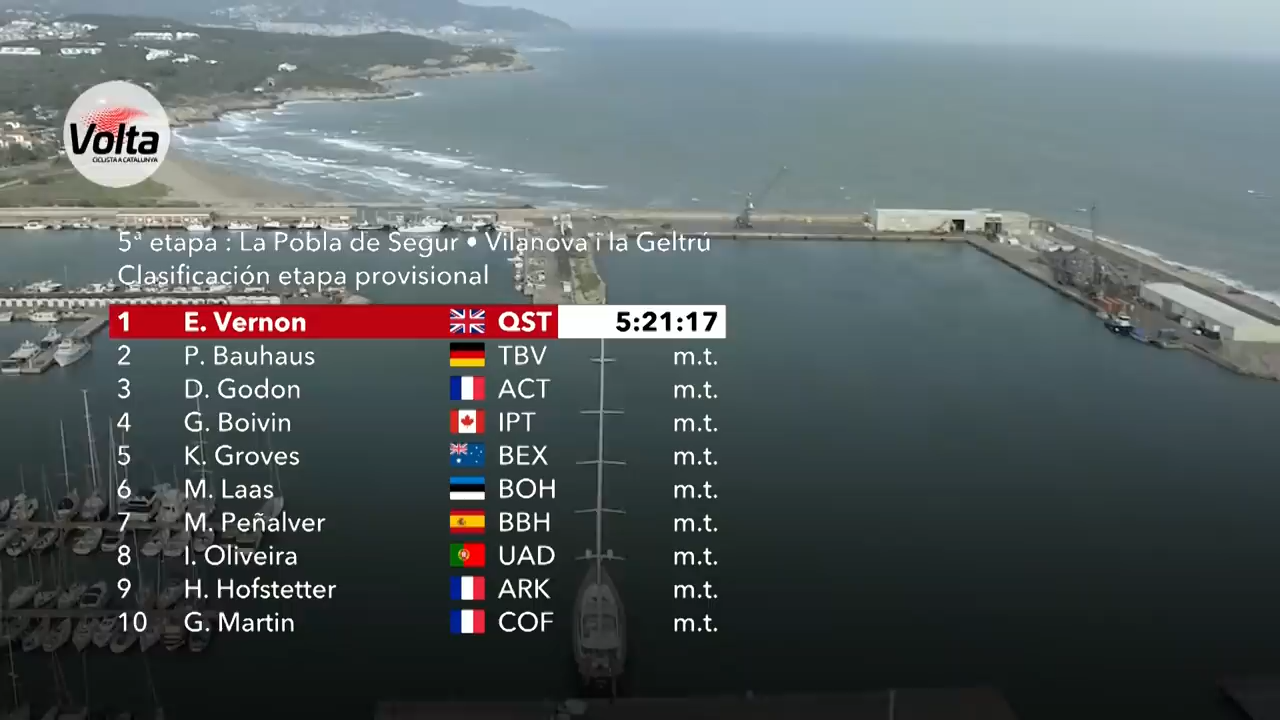 Volta
CICLISTA A CATALUNYA
5ª etapa : La Pobla de Segur • Vilanova i la Geltrú
Clasificación etapa provisional
1 E. Vernon QST 5:21:17
2 P. Bauhaus TBV m.t.
3 D. Godon ACT m.t.
4 G. Boivin IPT m.t.
5 K. Groves BEX m.t.
6 M. Laas BOH m.t.
7 M. Peñalver BBH m.t.
8 I. Oliveira UAD m.t.
9 H. Hofstetter ARK m.t.
10 G. Martin COF m.t.